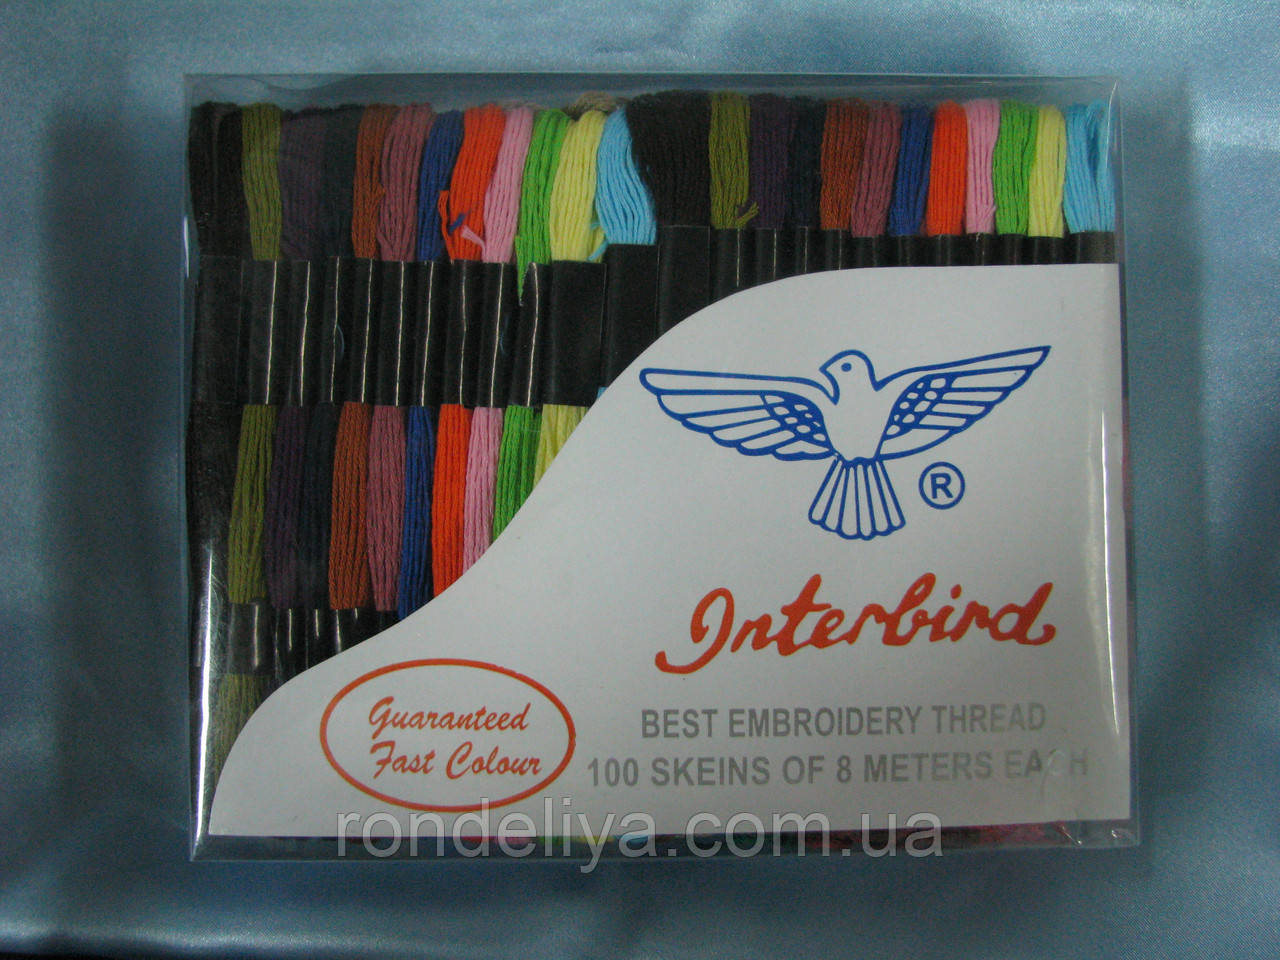 ®
Interbird
Guaranteed
Fast Colour
BEST EMBROIDERY THREAD
100 SKEINS OF 8 METERS EACH
rondeliya.com.ua